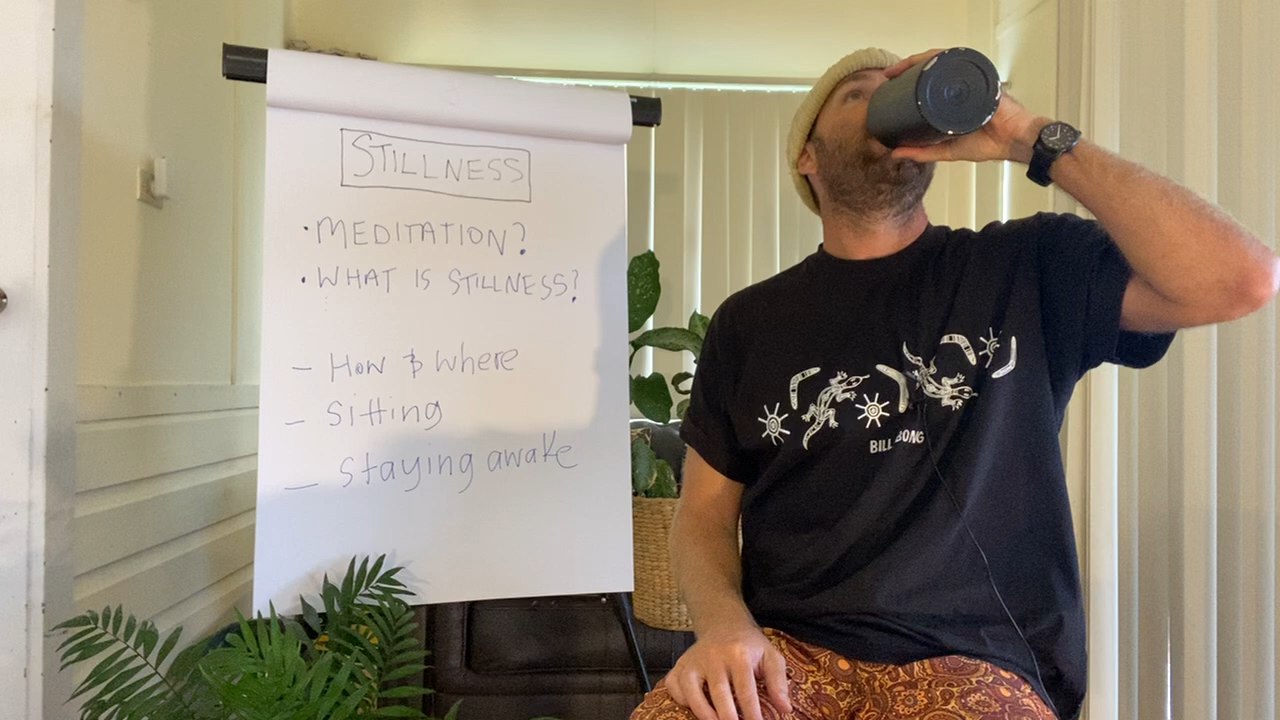 STILLNESS
• MEDITATION?
• WHAT IS STILLNESS?
– How & where
– Sitting
– staying awake
BILLABONG